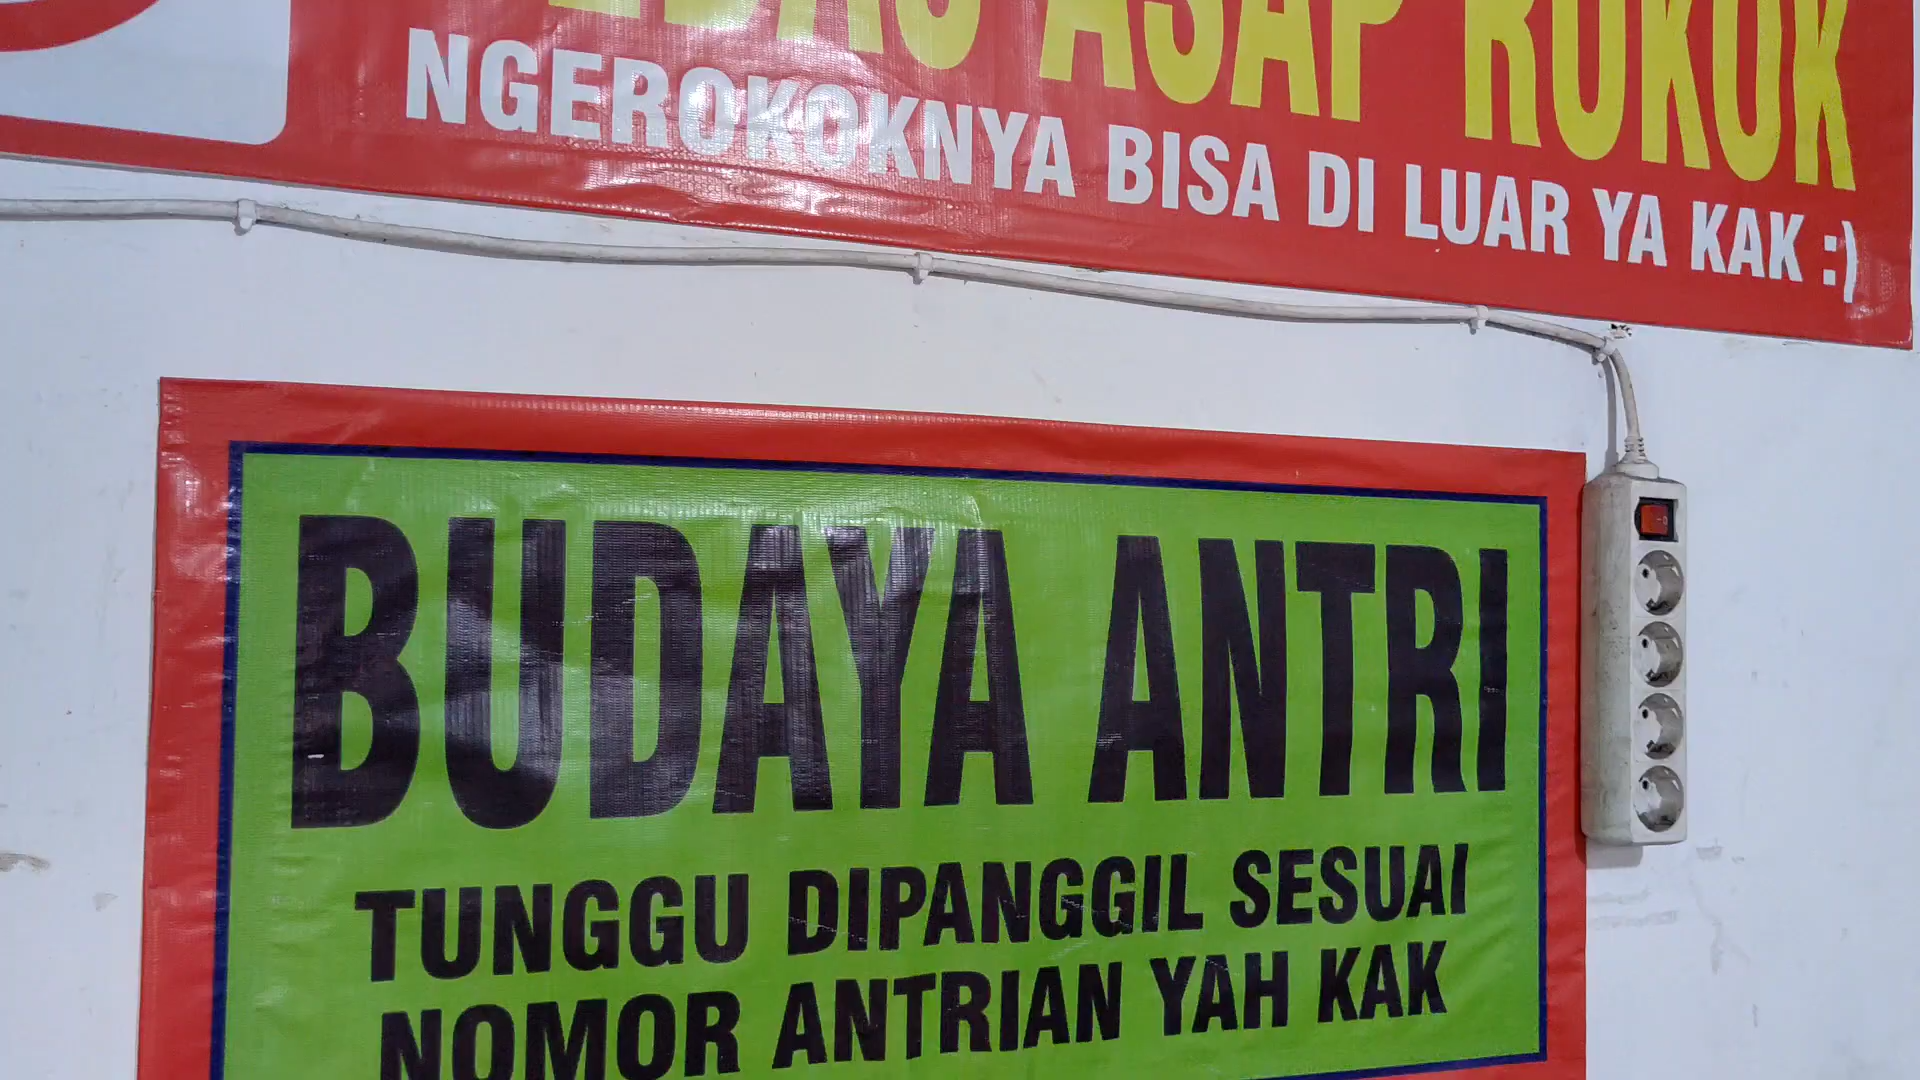 ASAP ROKOK
NGEROKOKNYA BISA DI LUAR YA KAK :)
BUDAYA ANTRI
TUNGGU DIPANGGIL SESUAI
NOMOR ANTRIAN YAH KAK